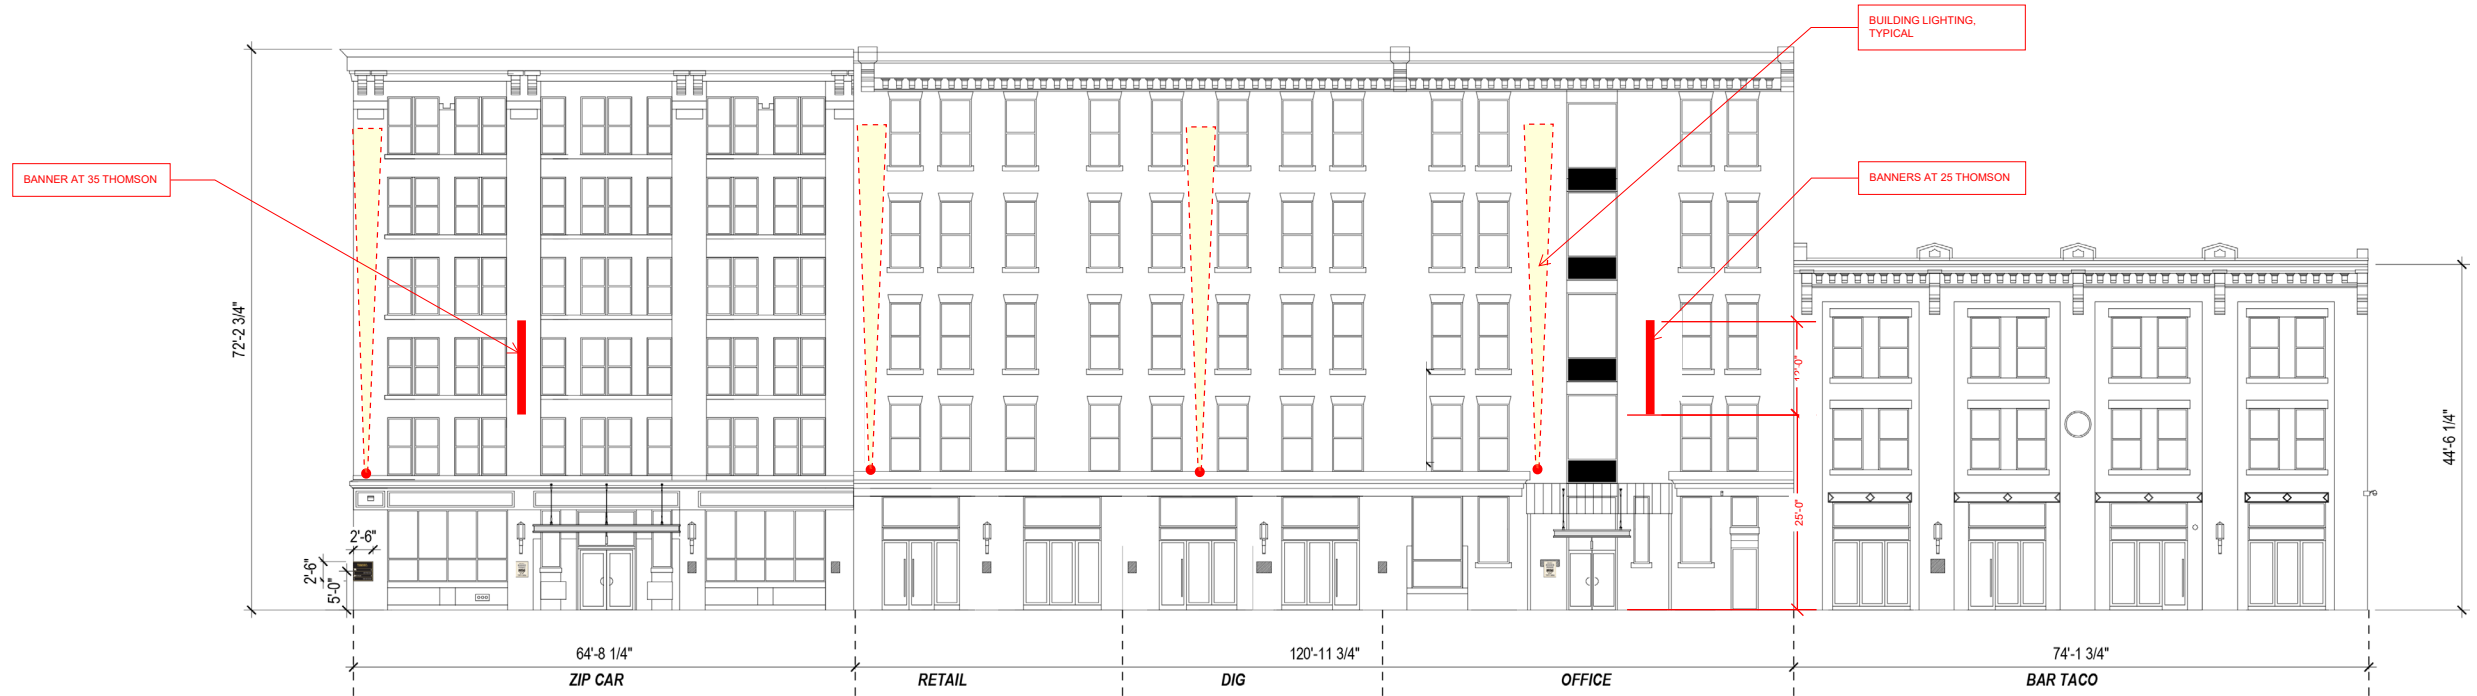 BUILDING LIGHTING,
TYPICAL
BANNER AT 35 THOMSON
BANNERS AT 25 THOMSON
72'-2 3/4"
12'-0"
44'-6 1/4"
25'-0"
2'-6"
2'-6"
5'-0"
64'-8 1/4"
120'-11 3/4"
74'-1 3/4"
ZIP CAR
RETAIL
DIG
OFFICE
BAR TACO